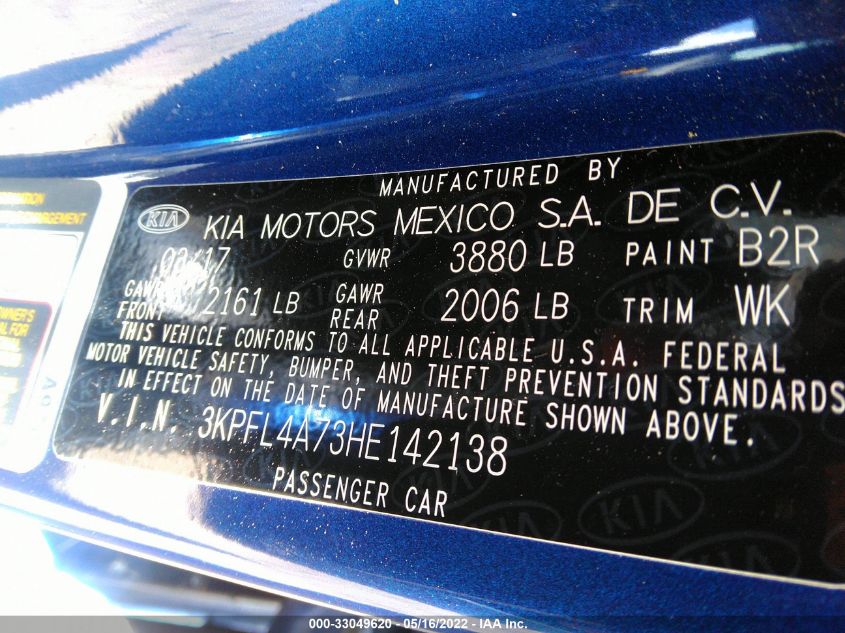 MANUFACTURED BY
KIA KIA MOTORS MEXICO S.A. DE C.V.
GVWR 3880 LB PAINT B2R
GAWR FRONT 2161 LB GAWR REAR 2006 LB TRIM WK
THIS VEHICLE CONFORMS TO ALL APPLICABLE U.S.A. FEDERAL
MOTOR VEHICLE SAFETY, BUMPER, AND THEFT PREVENTION STANDARDS
IN EFFECT ON THE DATE OF MANUFACTURE SHOWN ABOVE.
V.I.N. 3KPFL4A73HE142138
PASSENGER CAR
000-33049620 - 05/16/2022 - IAA Inc.